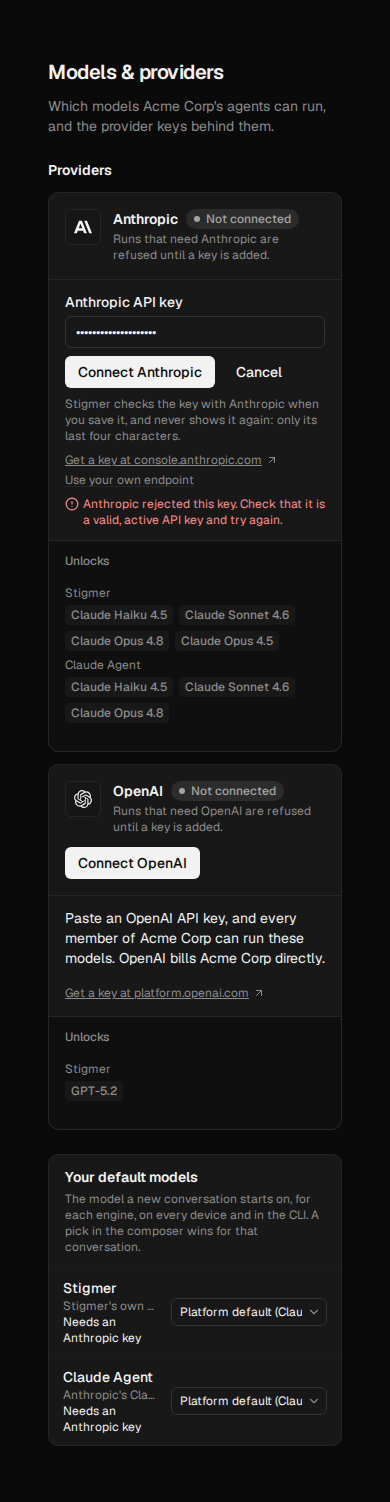 Models & providers
Which models Acme Corp's agents can run,
and the provider keys behind them.
Providers
Anthropic
Not connected
Runs that need Anthropic are
refused until a key is added.
Anthropic API key
••••••••••••••••••••
Connect Anthropic
Cancel
Stigmer checks the key with Anthropic when
you save it, and never shows it again: only its
last four characters.
Get a key at console.anthropic.com
Use your own endpoint
Anthropic rejected this key. Check that it is
a valid, active API key and try again.
Unlocks
Stigmer
Claude Haiku 4.5
Claude Sonnet 4.6
Claude Opus 4.8
Claude Opus 4.5
Claude Agent
Claude Haiku 4.5
Claude Sonnet 4.6
Claude Opus 4.8
OpenAI
Not connected
Runs that need OpenAI are refused
until a key is added.
Connect OpenAI
Paste an OpenAI API key, and every
member of Acme Corp can run these
models. OpenAI bills Acme Corp directly.
Get a key at platform.openai.com
Unlocks
Stigmer
GPT-5.2
Your default models
The model a new conversation starts on, for
each engine, on every device and in the CLI. A
pick in the composer wins for that
conversation.
Stigmer
Stigmer's own ...
Needs an
Anthropic key
Platform default (Clau
Claude Agent
Anthropic's Cla...
Needs an
Anthropic key
Platform default (Clau